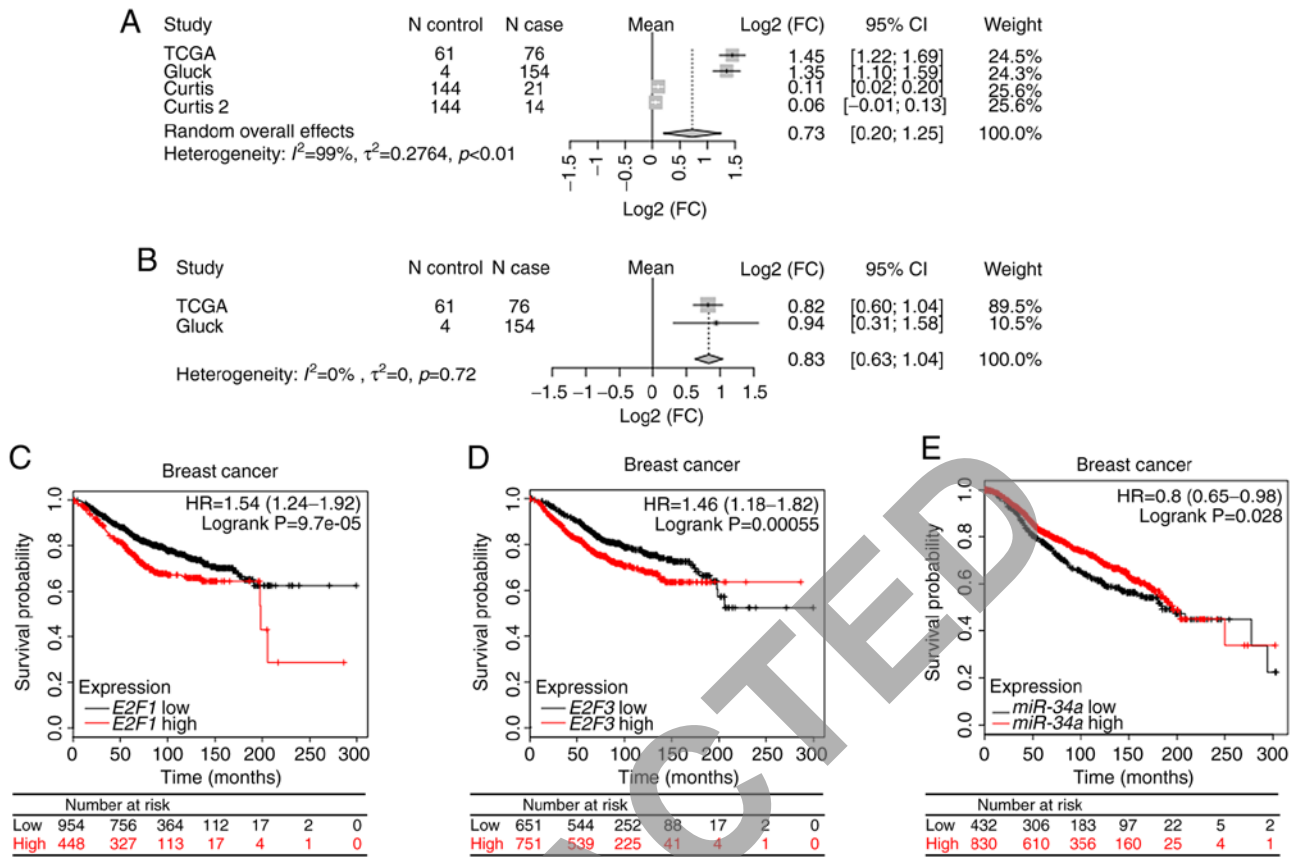 A
Study N control N case Mean Log2 (FC) 95% CI Weight
TCGA 61 76 1.45 [1.22; 1.69] 24.5%
Gluck 4 154 1.35 [1.10; 1.59] 24.3%
Curtis 144 21 0.11 [0.02; 0.20] 25.6%
Curtis 2 144 14 0.06 [−0.01; 0.13] 25.6%
Random overall effects 0.73 [0.20; 1.25] 100.0%
Heterogeneity: I²=99%, τ²=0.2764, p<0.01
−1.5 −1 −0.5 0 0.5 1 1.5
Log2 (FC)
B
Study N control N case Mean Log2 (FC) 95% CI Weight
TCGA 61 76 0.82 [0.60; 1.04] 89.5%
Gluck 4 154 0.94 [0.31; 1.58] 10.5%
0.83 [0.63; 1.04] 100.0%
Heterogeneity: I²=0% , τ²=0, p=0.72
−1.5 −1 −0.5 0 0.5 1 1.5
Log2 (FC)
C
Breast cancer
HR=1.54 (1.24−1.92)
Logrank P=9.7e-05
Survival probability
1.0
0.8
0.6
0.4
0.2
0.0
Expression
E2F1 low
E2F1 high
0 50 100 150 200 250 300
Time (months)
Number at risk
Low 954 756 364 112 17 2 0
High 448 327 113 17 4 1 0
D
Breast cancer
HR=1.46 (1.18−1.82)
Logrank P=0.00055
Survival probability
1.0
0.8
0.6
0.4
0.2
0.0
Expression
E2F3 low
E2F3 high
0 50 100 150 200 250 300
Time (months)
Number at risk
Low 651 544 252 88 17 2 0
High 751 539 225 41 4 1 0
E
Breast cancer
HR=0.8 (0.65−0.98)
Logrank P=0.028
Survival probability
1.0
0.8
0.6
0.4
0.2
0.0
Expression
miR-34a low
miR-34a high
0 50 100 150 200 250 300
Time (months)
Number at risk
Low 432 306 183 97 22 5 2
High 830 610 356 160 25 4 1
CTED